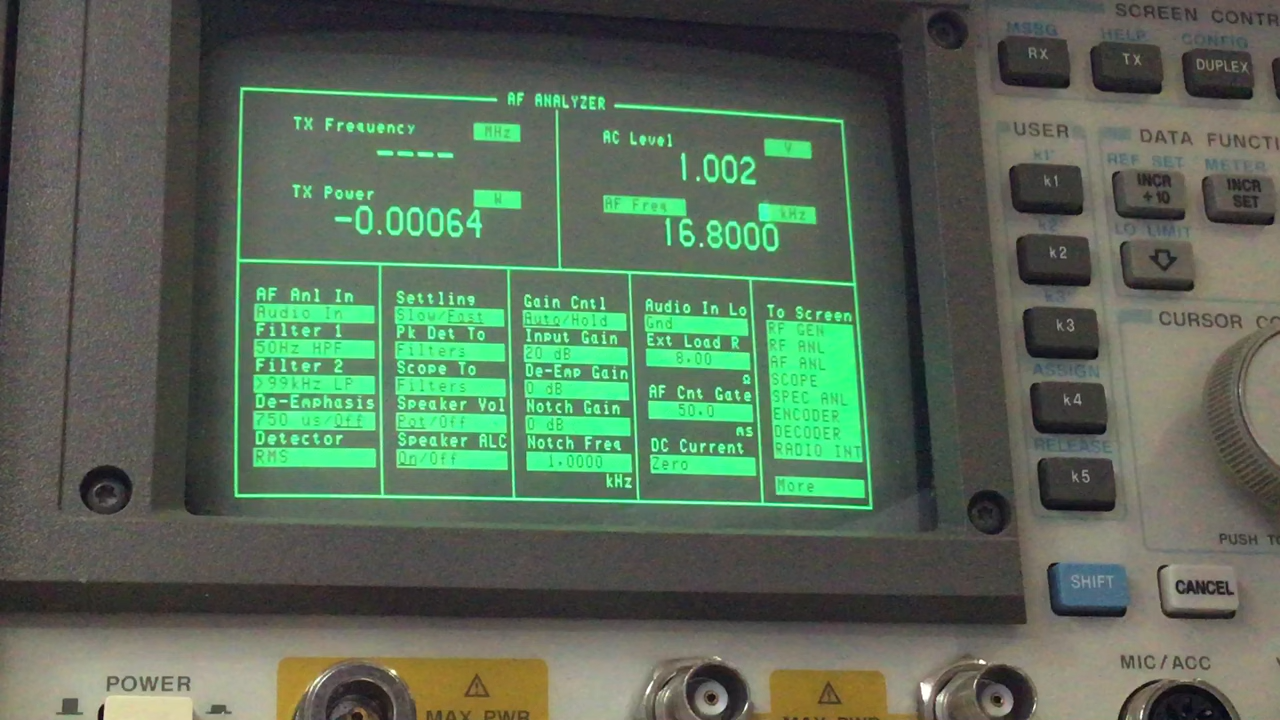 AF ANALYZER
TX Frequency
MHz
----
TX Power
W
-0.00064
AC Level
V
1.002
AF Freq
kHz
16.8000
AF Anl In
Audio In
Filter 1
50Hz HPF
Filter 2
>99kHz LP
De-Emphasis
750 us/Off
Detector
RMS
Settling
Slow/Fast
Pk Det To
Filters
Scope To
Filters
Speaker Vol
Pot/Off
Speaker ALC
On/Off
Gain Cntl
Auto/Hold
Input Gain
20 dB
De-Emp Gain
0 dB
Notch Gain
0 dB
Notch Freq
1.0000
kHz
Audio In Lo
Gnd
Ext Load R
8.00
Ω
AF Cnt Gate
50.0
ms
DC Current
Zero
To Screen
RF GEN
RF ANL
AF ANL
SCOPE
SPEC ANL
ENCODER
DECODER
RADIO INT
More
SCREEN CONTR
MSSG
HELP
CONFIG
RX
TX
DUPLEX
USER
k1'
k1
k2'
k2
k3'
k3
ASSIGN
k4
RELEASE
k5
DATA FUNCTI
REF SET
METER
INCR ÷10
INCR SET
LO LIMIT
CURSOR CO
PUSH TO
SHIFT
CANCEL
POWER
MAX PWR
MAX PWR
MIC/ACC